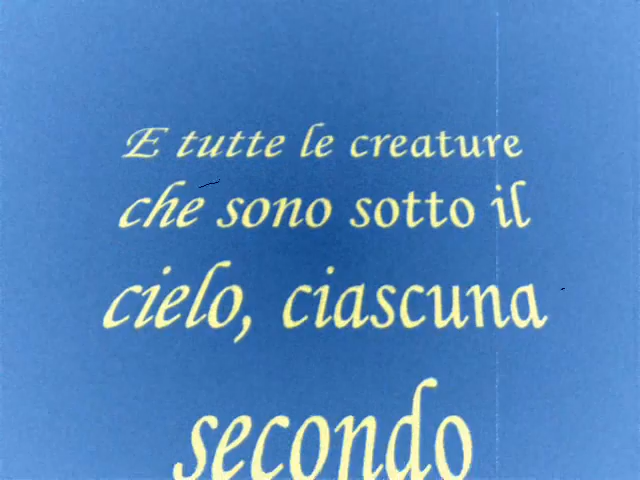 E tutte le creature
che sono sotto il
cielo, ciascuna
secondo